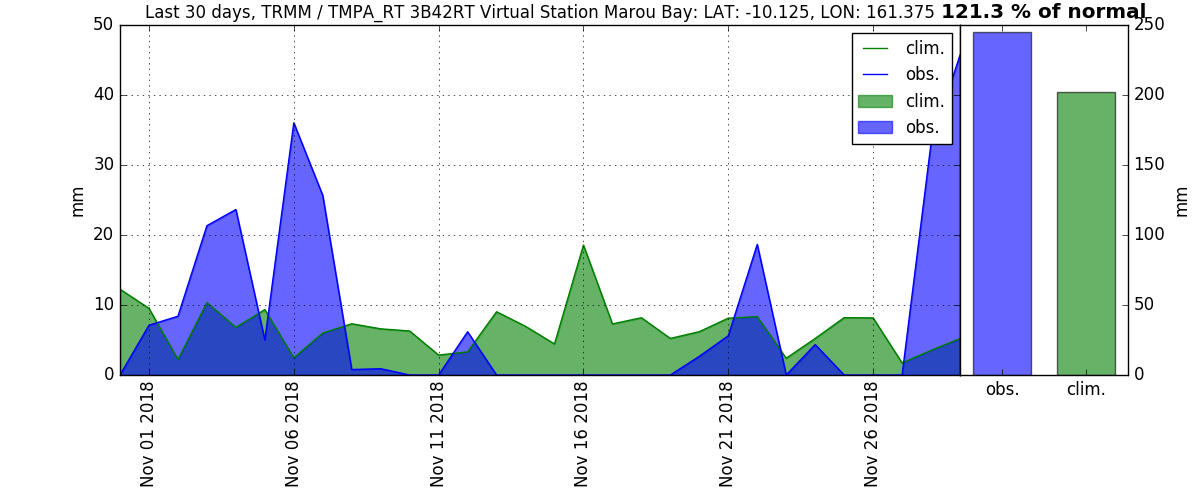 Last 30 days, TRMM / TMPA_RT 3B42RT Virtual Station Marou Bay: LAT: -10.125, LON: 161.375 121.3 % of normal
50
40
30
20
10
0
mm
clim.
obs.
clim.
obs.
250
200
150
100
50
0
mm
Nov 01 2018
Nov 06 2018
Nov 11 2018
Nov 16 2018
Nov 21 2018
Nov 26 2018
obs.
clim.